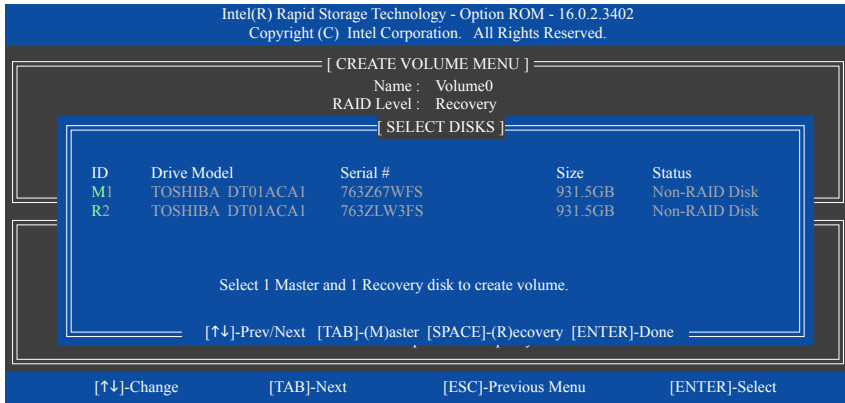 Intel(R) Rapid Storage Technology - Option ROM - 16.0.2.3402
Copyright (C) Intel Corporation. All Rights Reserved.
[ CREATE VOLUME MENU ]
Name : Volume0
RAID Level : Recovery
[ SELECT DISKS ]
ID Drive Model Serial # Size Status
M1 TOSHIBA DT01ACA1 763Z67WFS 931.5GB Non-RAID Disk
R2 TOSHIBA DT01ACA1 763ZLW3FS 931.5GB Non-RAID Disk
Select 1 Master and 1 Recovery disk to create volume.
[↑↓]-Prev/Next [TAB]-(M)aster [SPACE]-(R)ecovery [ENTER]-Done
[↑↓]-Change [TAB]-Next [ESC]-Previous Menu [ENTER]-Select